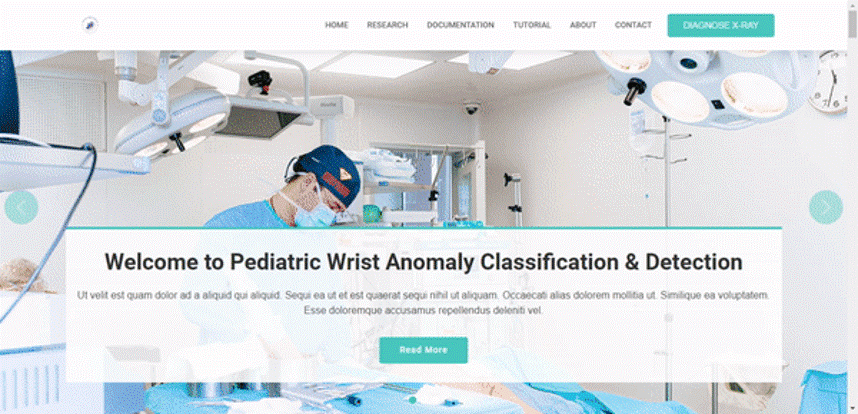 HOME RESEARCH DOCUMENTATION TUTORIAL ABOUT CONTACT DIAGNOSE X-RAY
Welcome to Pediatric Wrist Anomaly Classification & Detection
Ut velit est quam dolor ad a aliquid qui aliquid. Sequi ea ut et est quaerat sequi nihil ut aliquam. Occaecati alias dolorem mollitia ut. Similique ea voluptatem.
Esse doloremque accusamus repellendus deleniti vel.
Read More